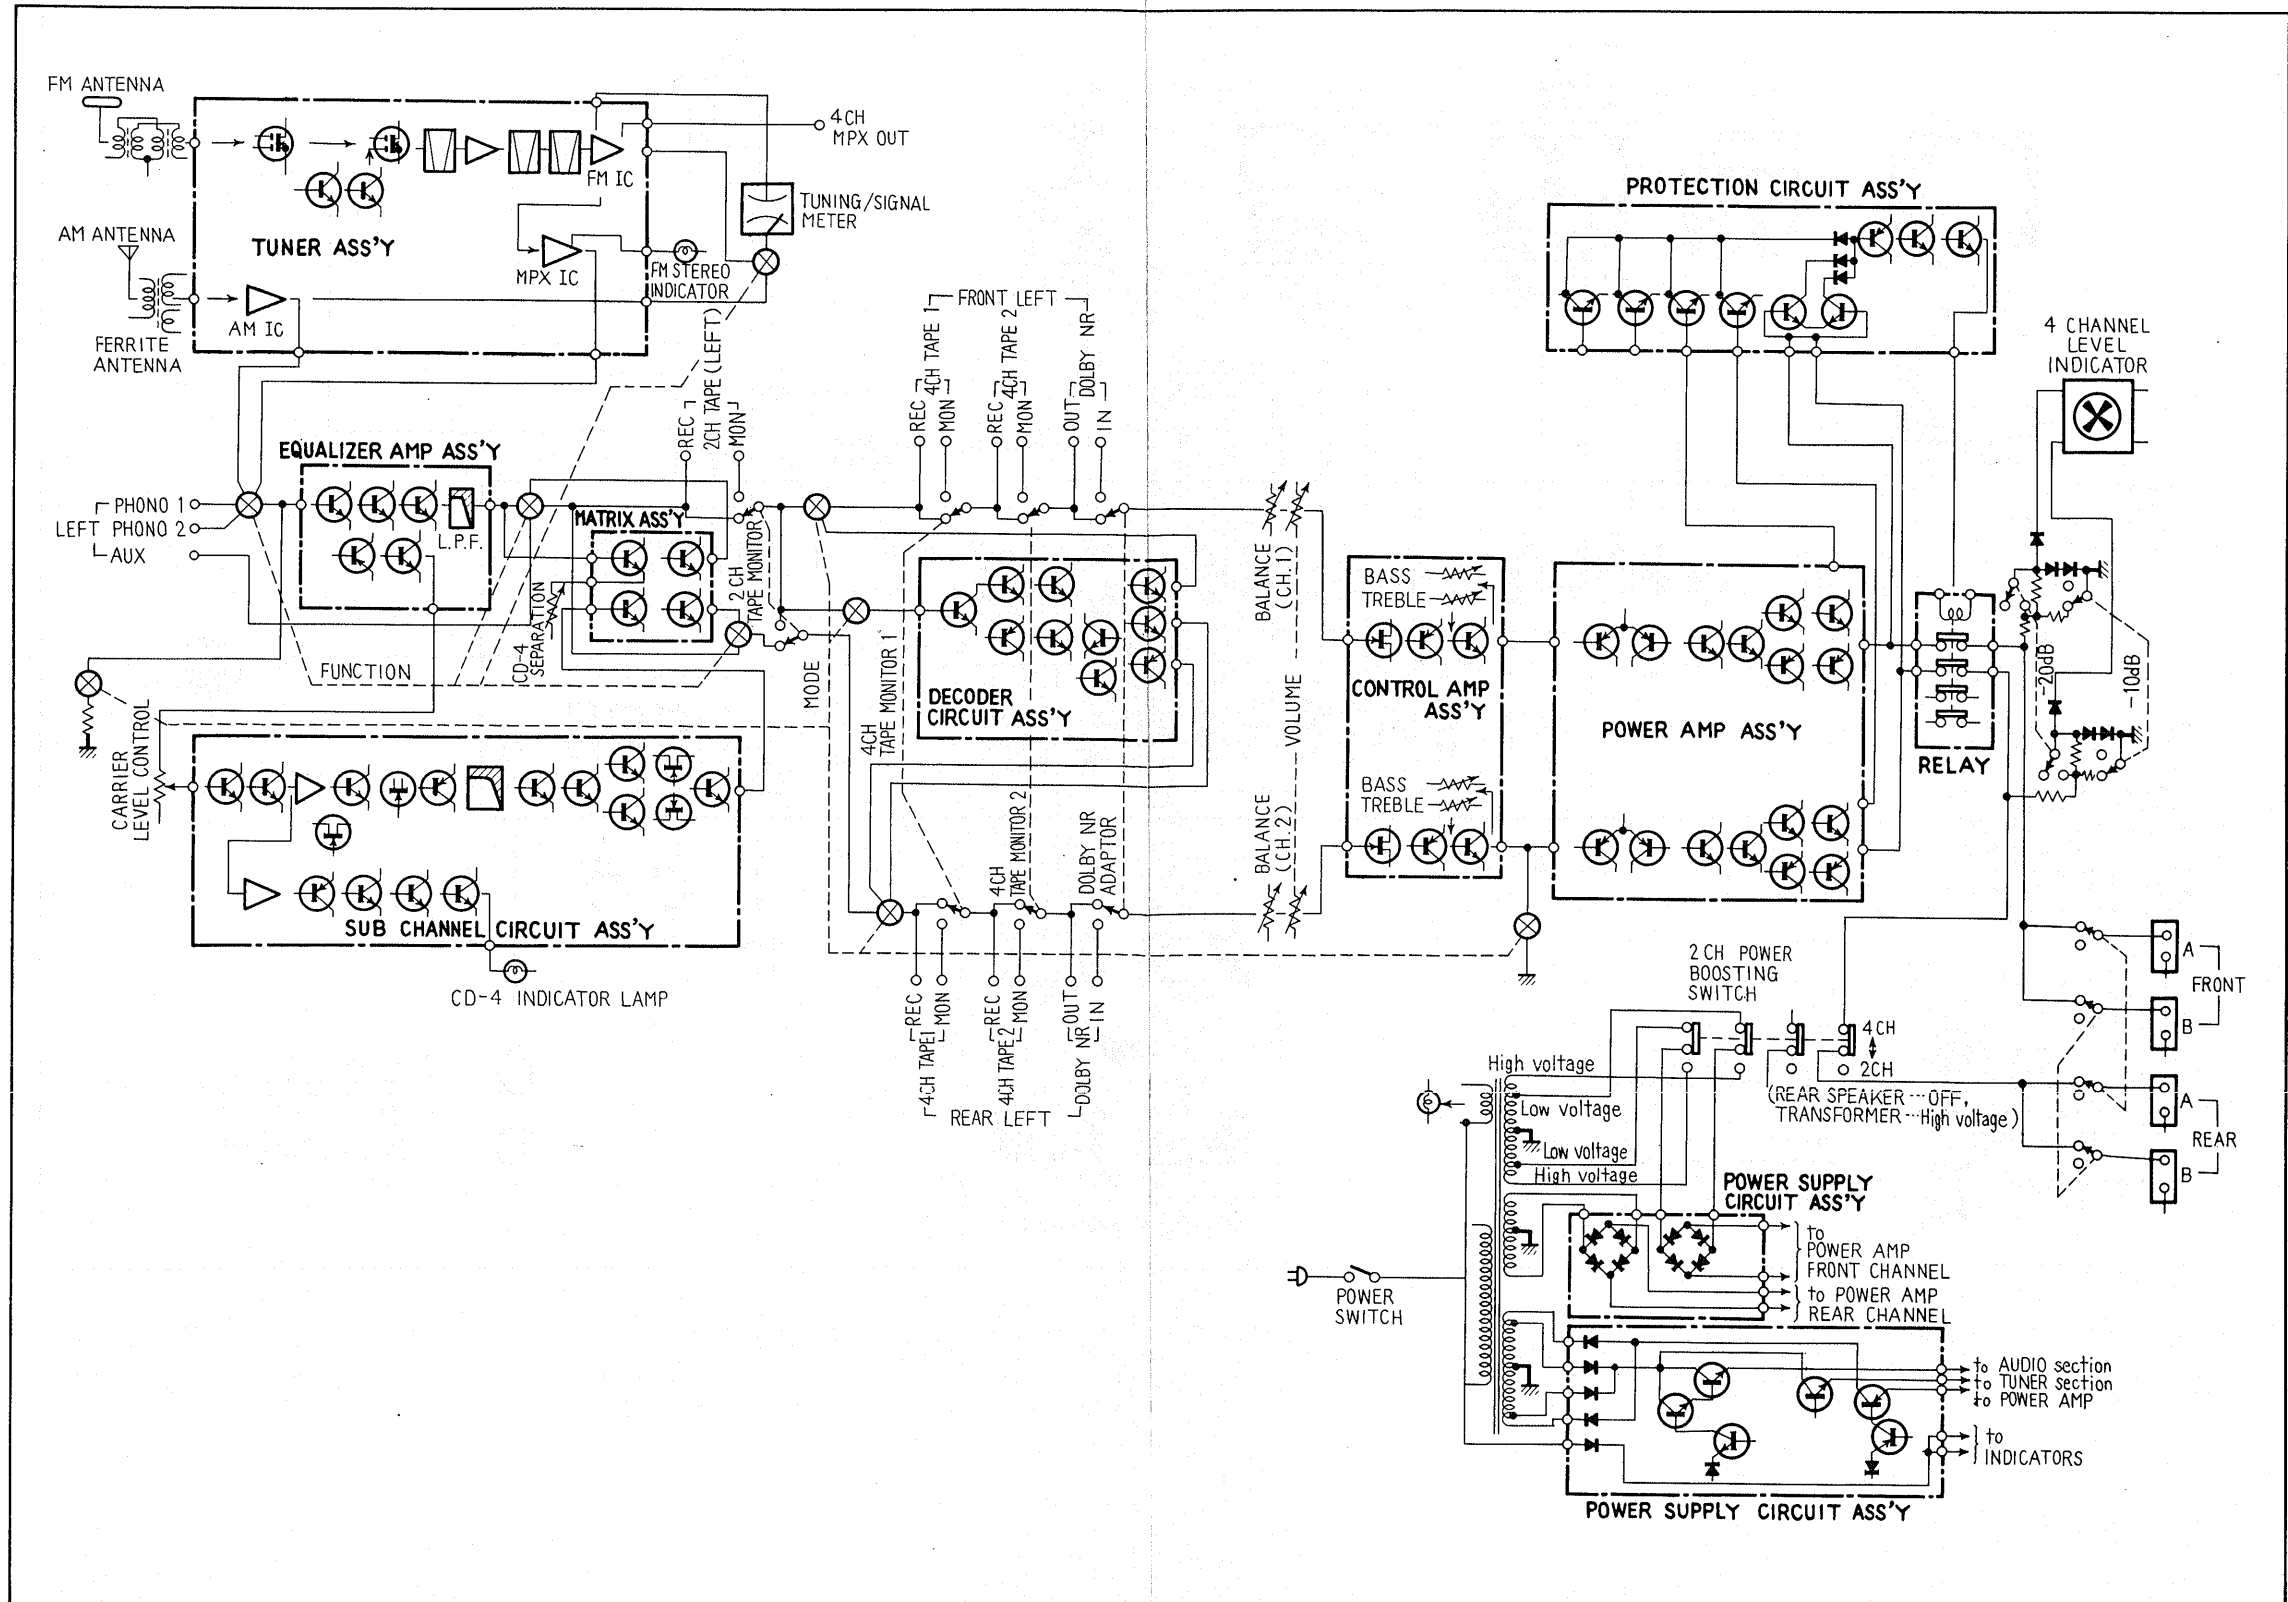 FM ANTENNA
4CH
MPX OUT
FM IC
TUNING/SIGNAL
METER
AM ANTENNA
TUNER ASS'Y
MPX IC
FM STEREO
INDICATOR
AM IC
FERRITE
ANTENNA
PROTECTION CIRCUIT ASS'Y
4 CHANNEL
LEVEL
INDICATOR
FRONT LEFT
4CH TAPE 1
4CH TAPE 2
DOLBY NR
REC
MON
REC
MON
OUT
IN
2CH TAPE (LEFT)
REC
MON
EQUALIZER AMP ASS'Y
PHONO 1
LEFT PHONO 2
AUX
L.P.F.
MATRIX ASS'Y
2 CH
TAPE MONITOR
CD-4
SEPARATION
FUNCTION
MODE
4CH
TAPE MONITOR 1
DECODER
CIRCUIT ASS'Y
BALANCE
(CH.1)
VOLUME
BALANCE
(CH.2)
BASS
TREBLE
CONTROL AMP
ASS'Y
BASS
TREBLE
POWER AMP ASS'Y
RELAY
-20dB
-10dB
CARRIER
LEVEL CONTROL
SUB CHANNEL CIRCUIT ASS'Y
CD-4 INDICATOR LAMP
4CH
TAPE MONITOR 2
DOLBY NR
ADAPTOR
REC
MON
REC
MON
OUT
IN
4CH TAPE1
4CH TAPE 2
DOLBY NR
REAR LEFT
2 CH POWER
BOOSTING
SWITCH
4CH
2CH
(REAR SPEAKER---OFF,
TRANSFORMER---High voltage)
A
FRONT
B
A
REAR
B
High voltage
Low voltage
Low voltage
High voltage
POWER SUPPLY
CIRCUIT ASS'Y
to
POWER AMP
FRONT CHANNEL
to POWER AMP
REAR CHANNEL
POWER
SWITCH
to AUDIO section
to TUNER section
to POWER AMP
to
INDICATORS
POWER SUPPLY CIRCUIT ASS'Y